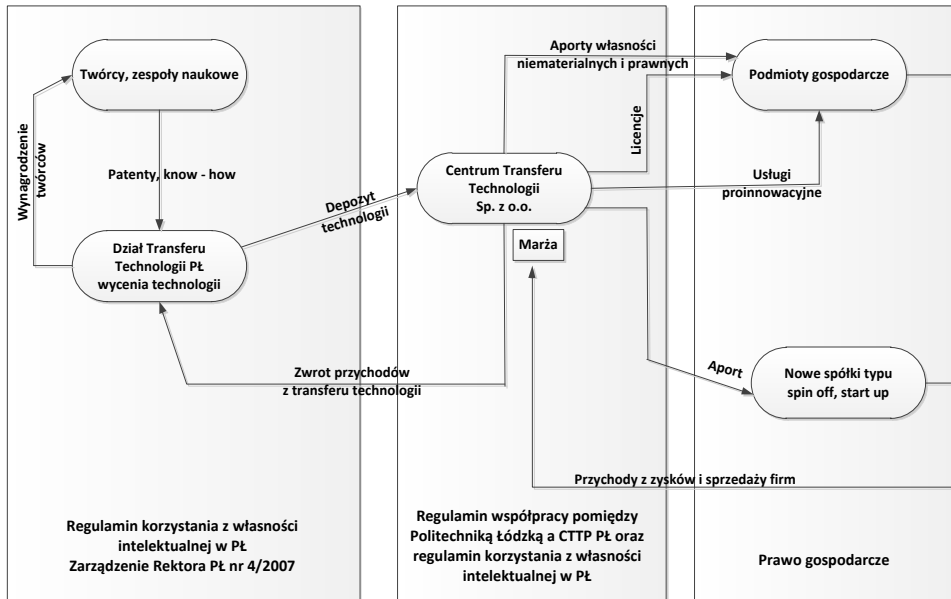 Twórcy, zespoły naukowe
Wynagrodzenie
twórców
Patenty, know - how
Dział Transferu
Technologii PŁ
wycenia technologii
Depozyt
technologii
Zwrot przychodów
z transferu technologii
Regulamin korzystania z własności
intelektualnej w PŁ
Zarządzenie Rektora PŁ nr 4/2007
Aporty własności
niematerialnych i prawnych
Licencje
Centrum Transferu
Technologii
Sp. z o.o.
Marża
Usługi
proinnowacyjne
Aport
Przychody z zysków i sprzedaży firm
Regulamin współpracy pomiędzy
Politechniką Łódzką a CTTP PŁ oraz
regulamin korzystania z własności
intelektualnej w PŁ
Podmioty gospodarcze
Nowe spółki typu
spin off, start up
Prawo gospodarcze